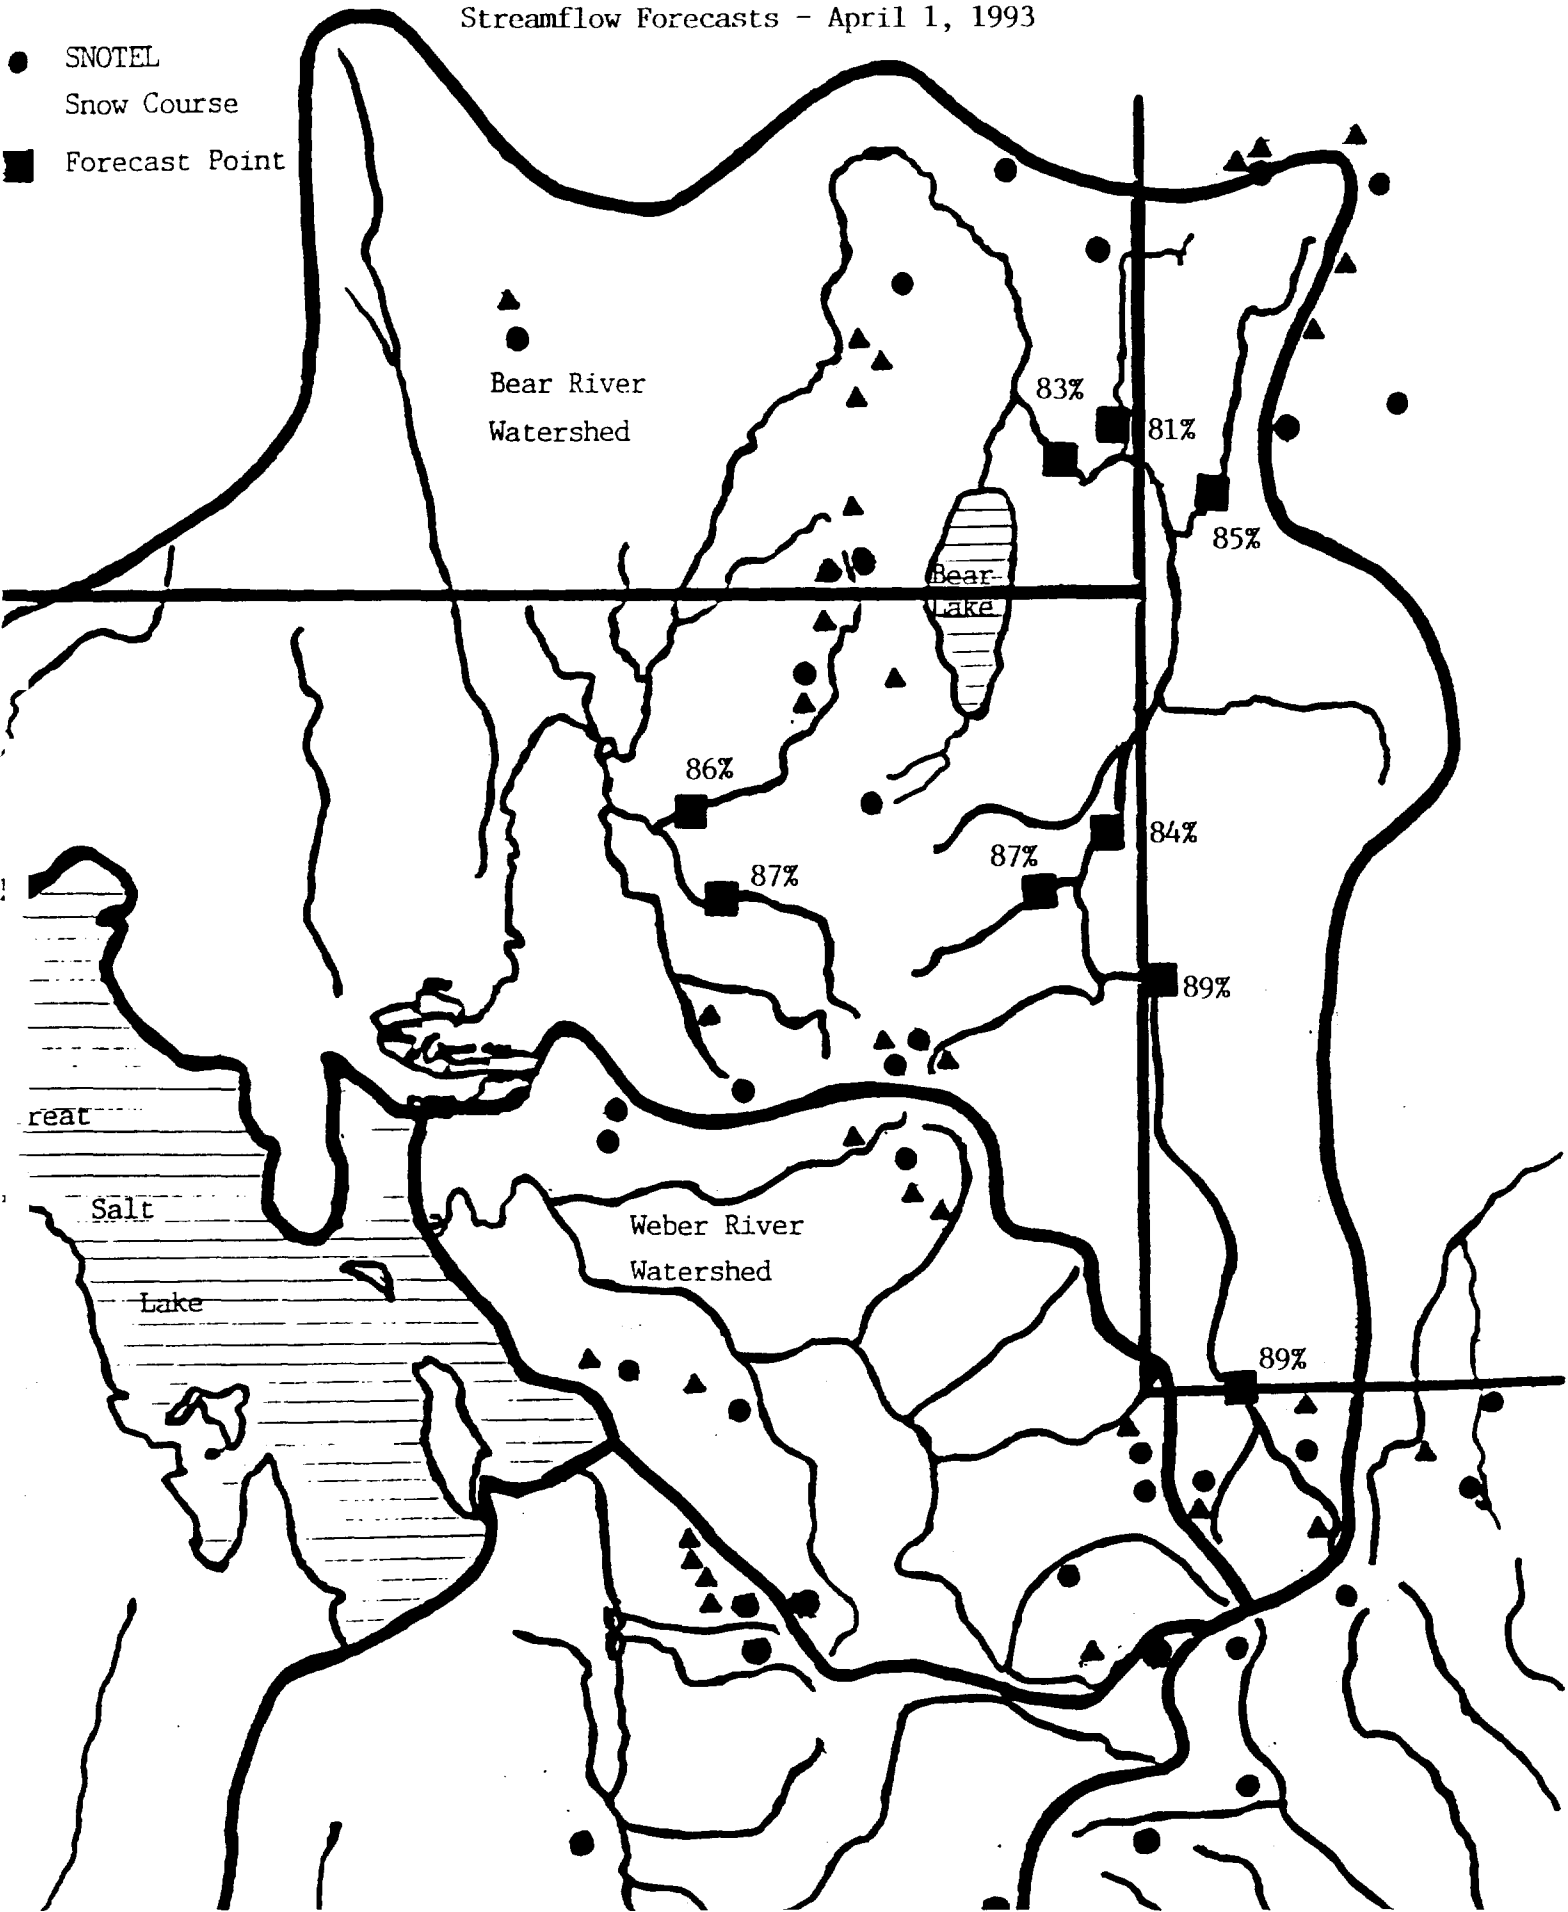 Streamflow Forecasts - April 1, 1993
SNOTEL
Snow Course
Forecast Point
Bear River
Watershed
83%
81%
85%
Bear
Lake
86%
84%
87%
87%
89%
reat
Salt
Lake
Weber River
Watershed
89%